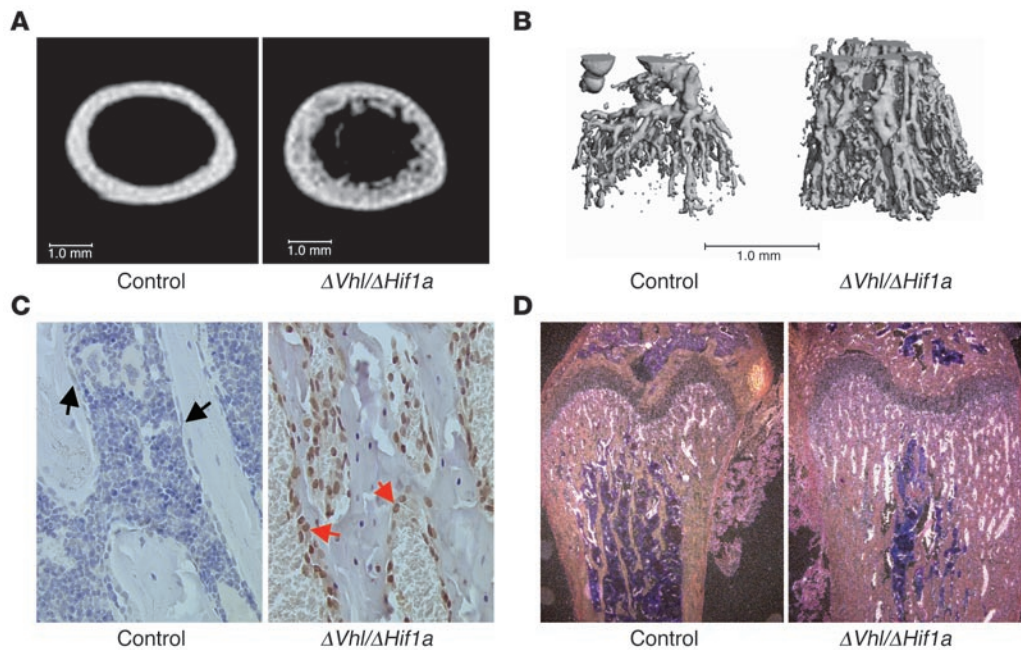 A
1.0 mm
1.0 mm
Control
ΔVhl/ΔHif1a
B
1.0 mm
Control
ΔVhl/ΔHif1a
C
Control
ΔVhl/ΔHif1a
D
Control
ΔVhl/ΔHif1a